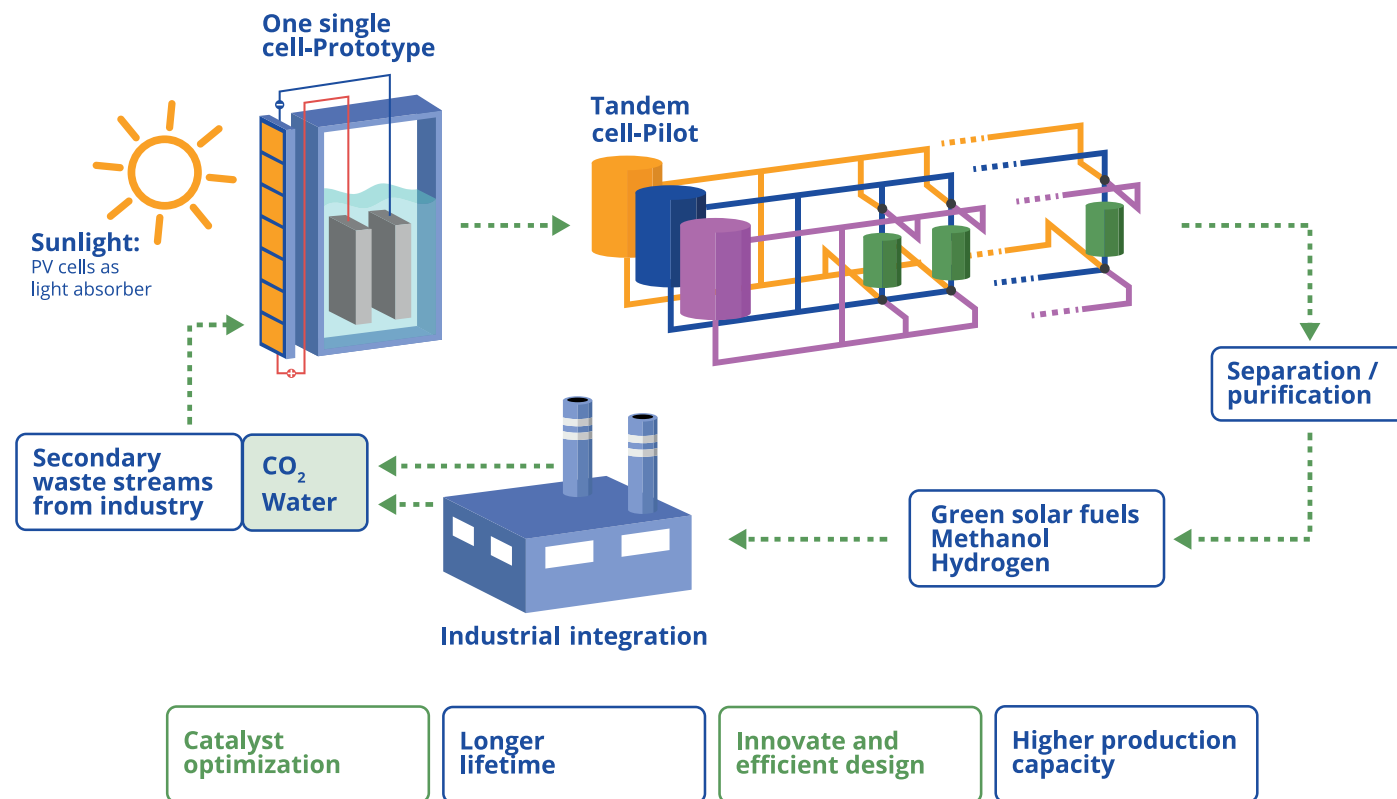 One single
cell-Prototype
Tandem
cell-Pilot
Sunlight:
PV cells as
light absorber
Separation /
purification
Secondary
waste streams
from industry
CO₂
Water
Green solar fuels
Methanol
Hydrogen
Industrial integration
Catalyst
optimization
Longer
lifetime
Innovate and
efficient design
Higher production
capacity